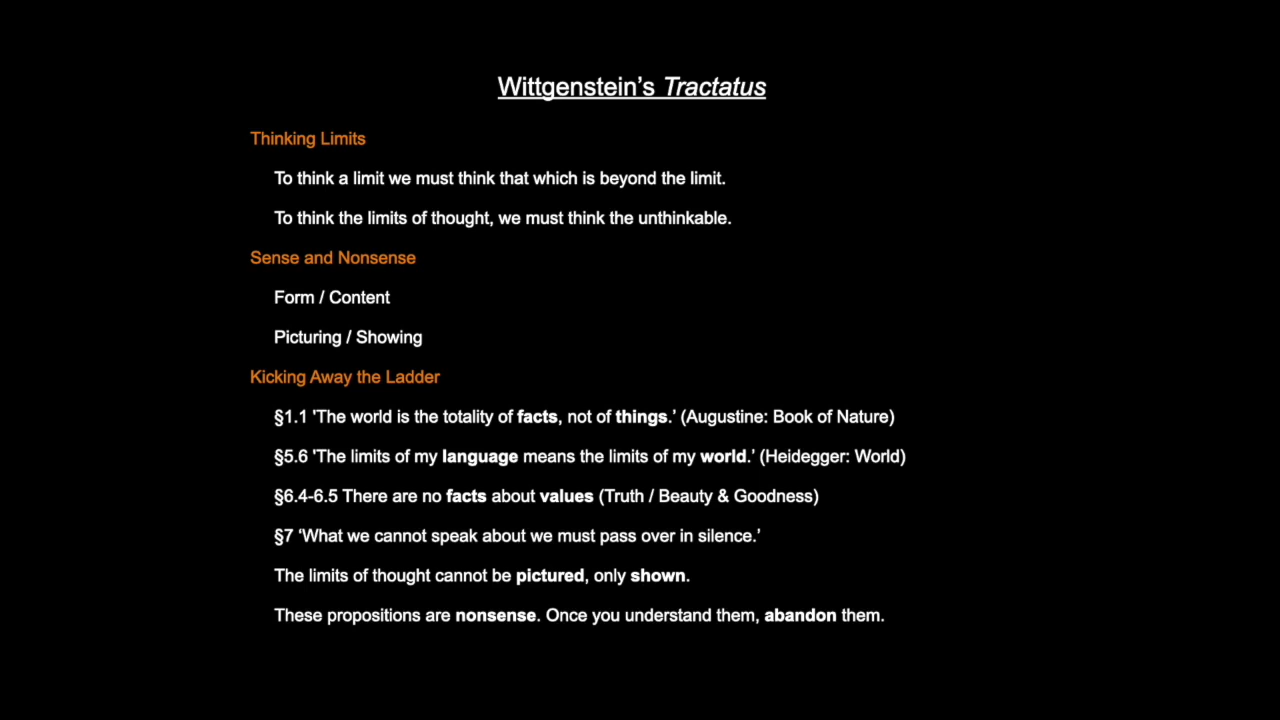 Wittgenstein’s Tractatus
Thinking Limits
To think a limit we must think that which is beyond the limit.
To think the limits of thought, we must think the unthinkable.
Sense and Nonsense
Form / Content
Picturing / Showing
Kicking Away the Ladder
§1.1 'The world is the totality of facts, not of things.’ (Augustine: Book of Nature)
§5.6 'The limits of my language means the limits of my world.’ (Heidegger: World)
§6.4-6.5 There are no facts about values (Truth / Beauty & Goodness)
§7 ‘What we cannot speak about we must pass over in silence.’
The limits of thought cannot be pictured, only shown.
These propositions are nonsense. Once you understand them, abandon them.